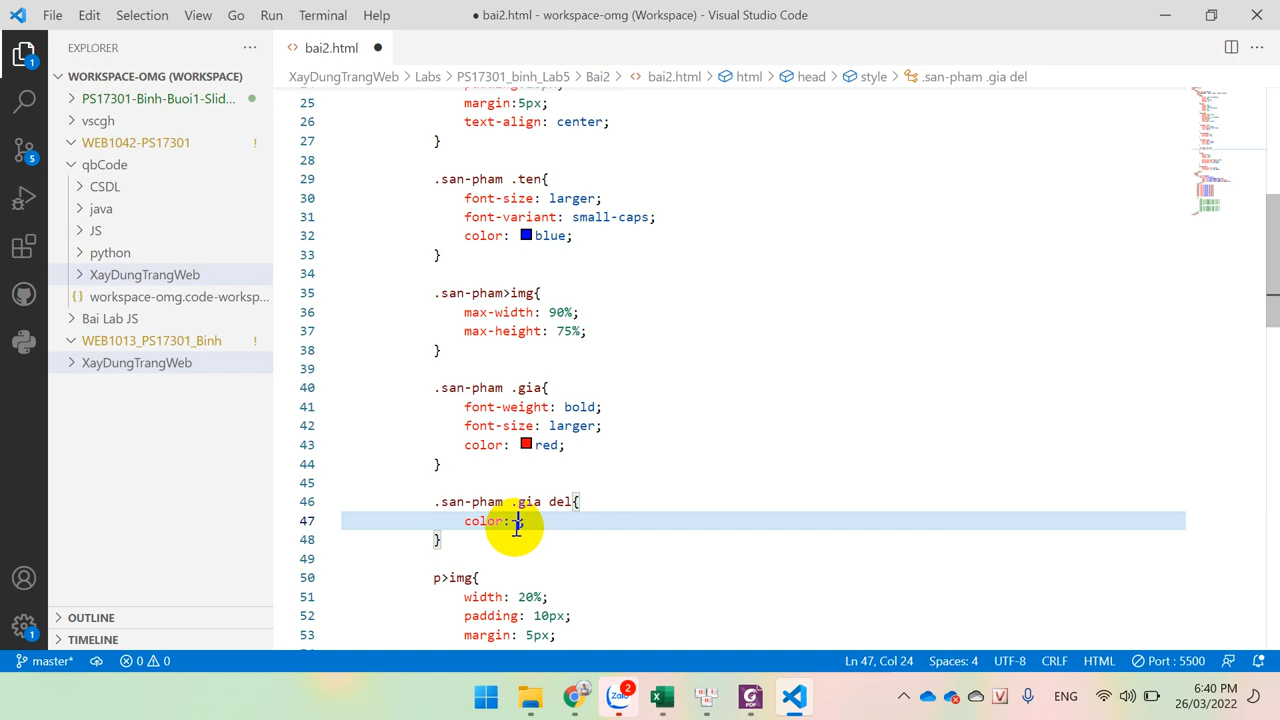 File Edit Selection View Go Run Terminal Help
● bai2.html - workspace-omg (Workspace) - Visual Studio Code
EXPLORER ···
WORKSPACE-OMG (WORKSPACE)
PS17301-Binh-Buoi1-Slid...
vscgh
WEB1042-PS17301 !
qbCode
CSDL
java
JS
python
XayDungTrangWeb
{} workspace-omg.code-worksp...
Bai Lab JS
WEB1013_PS17301_Binh !
XayDungTrangWeb
OUTLINE
TIMELINE
1
5
1
bai2.html
XayDungTrangWeb > Labs > PS17301_binh_Lab5 > Bai2 > bai2.html > html > head > style > .san-pham .gia del
25 margin:5px;
26 text-align: center;
27 }
28
29 .san-pham .ten{
30 font-size: larger;
31 font-variant: small-caps;
32 color: blue;
33 }
34
35 .san-pham>img{
36 max-width: 90%;
37 max-height: 75%;
38 }
39
40 .san-pham .gia{
41 font-weight: bold;
42 font-size: larger;
43 color: red;
44 }
45
46 .san-pham .gia del{
47 color: ;
48 }
49
50 p>img{
51 width: 20%;
52 padding: 10px;
53 margin: 5px;
master* 0 0 Ln 47, Col 24 Spaces: 4 UTF-8 CRLF HTML Port : 5500
Zalo 2 PDF V ENG 6:40 PM
26/03/2022